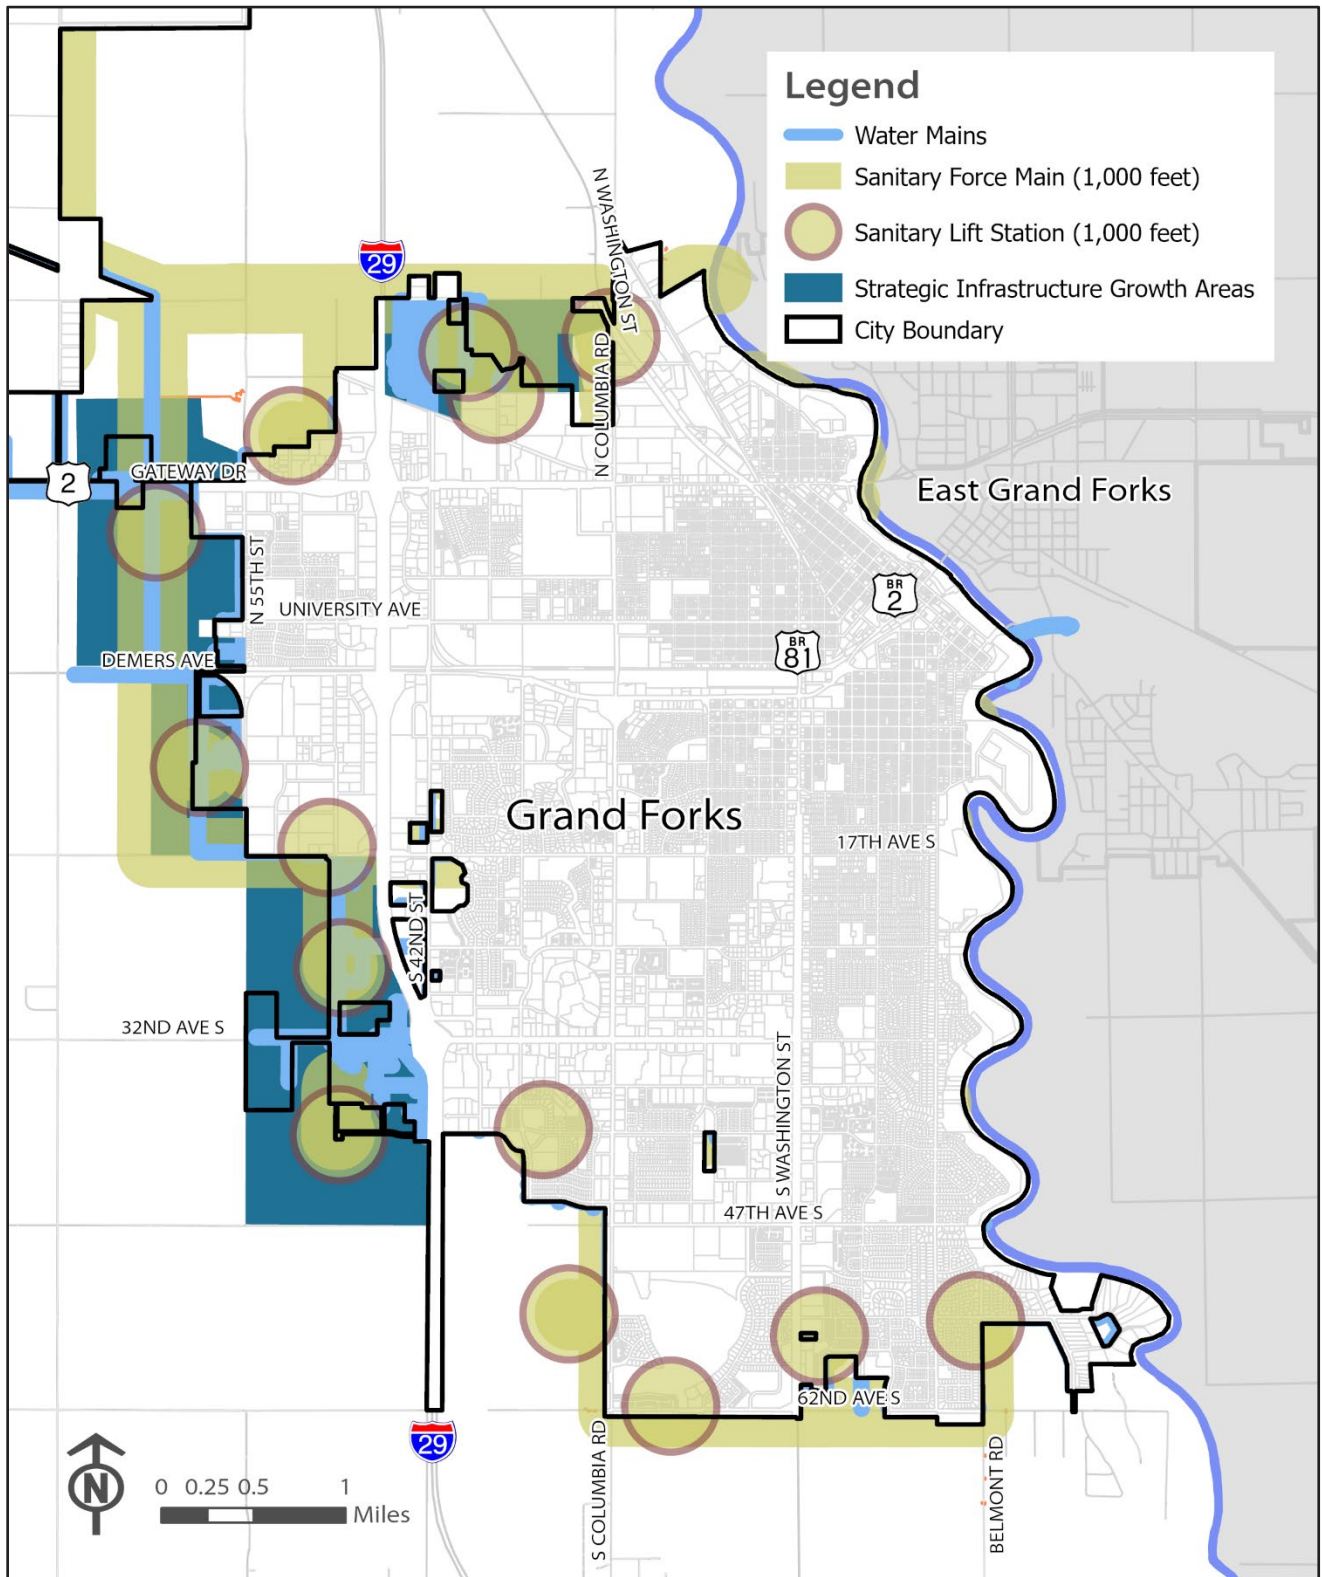 Legend
Water Mains
Sanitary Force Main (1,000 feet)
Sanitary Lift Station (1,000 feet)
Strategic Infrastructure Growth Areas
City Boundary
N WASHINGTON ST
29
N COLUMBIA RD
GATEWAY DR
2
East Grand Forks
N 55TH ST
BR
2
UNIVERSITY AVE
BR
81
DEMERS AVE
Grand Forks
17TH AVE S
S 42ND ST
32ND AVE S
S WASHINGTON ST
47TH AVE S
62ND AVE S
29
S COLUMBIA RD
BELMONT RD
N
0 0.25 0.5 1
Miles